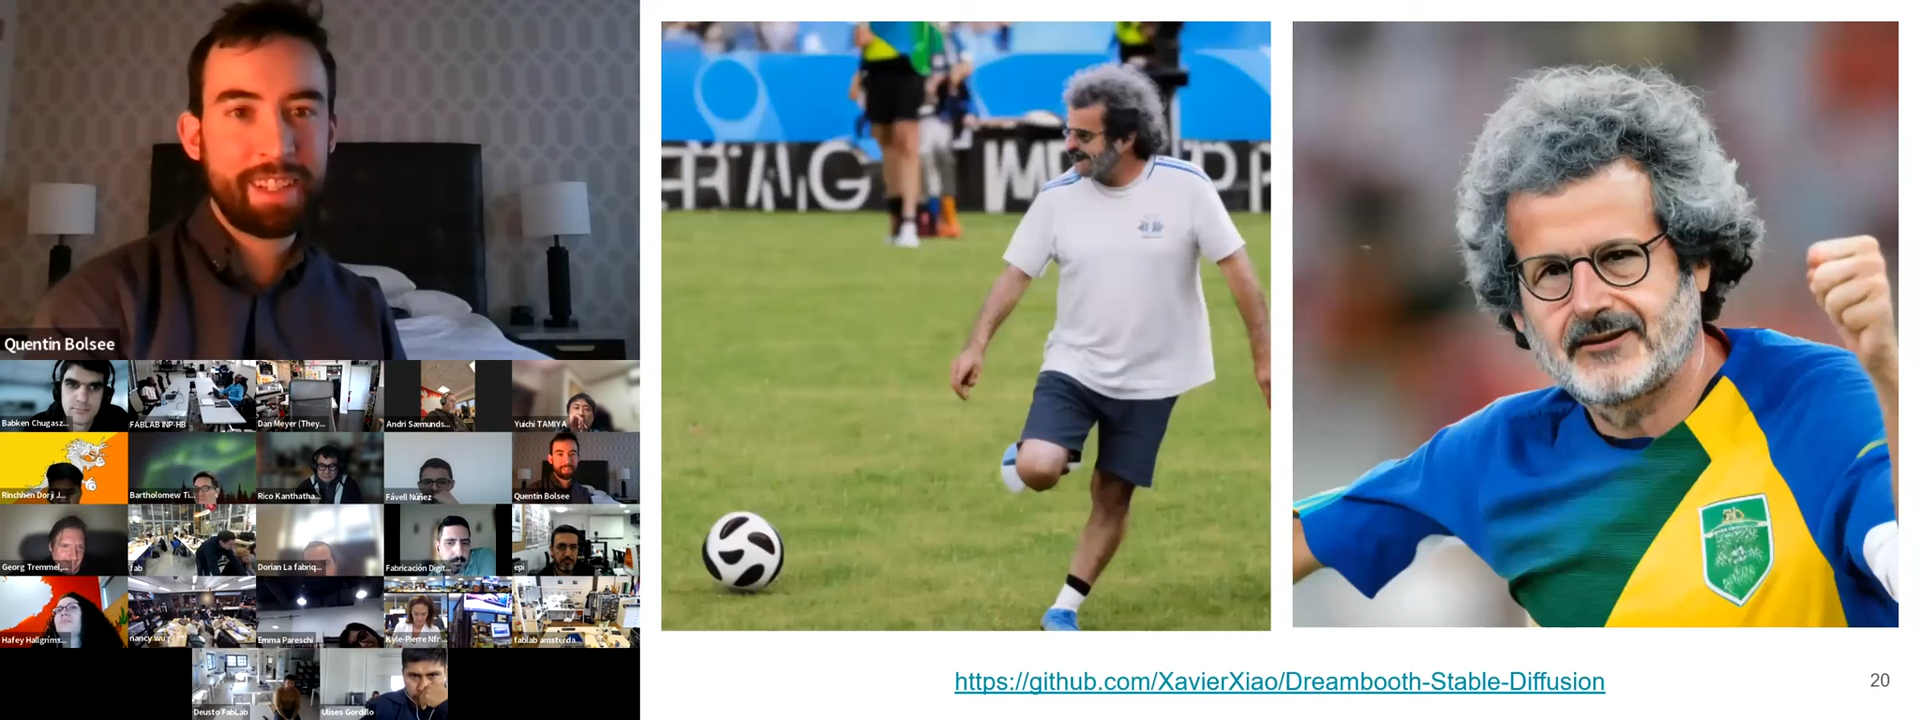 Quentin Bolsee
Babken Chugasz...
FABLAB INP-HB
Dan Meyer (They...
Andri Sæmunds...
Yuichi TAMIYA
Rinchhen Dorji J...
Bartholomew Ti...
Rico Kanthatha...
Fávell Núñez
Quentin Bolsee
Georg Tremmel,...
fab
Dorian La fabriq...
Fabricación Digit...
epi
Hafey Hallgríms...
nancy wu
Emma Pareschi
Kyle-Pierre Nfr...
fablab amsterda...
Deusto FabLab
Ulises Gordillo
https://github.com/XavierXiao/Dreambooth-Stable-Diffusion
20